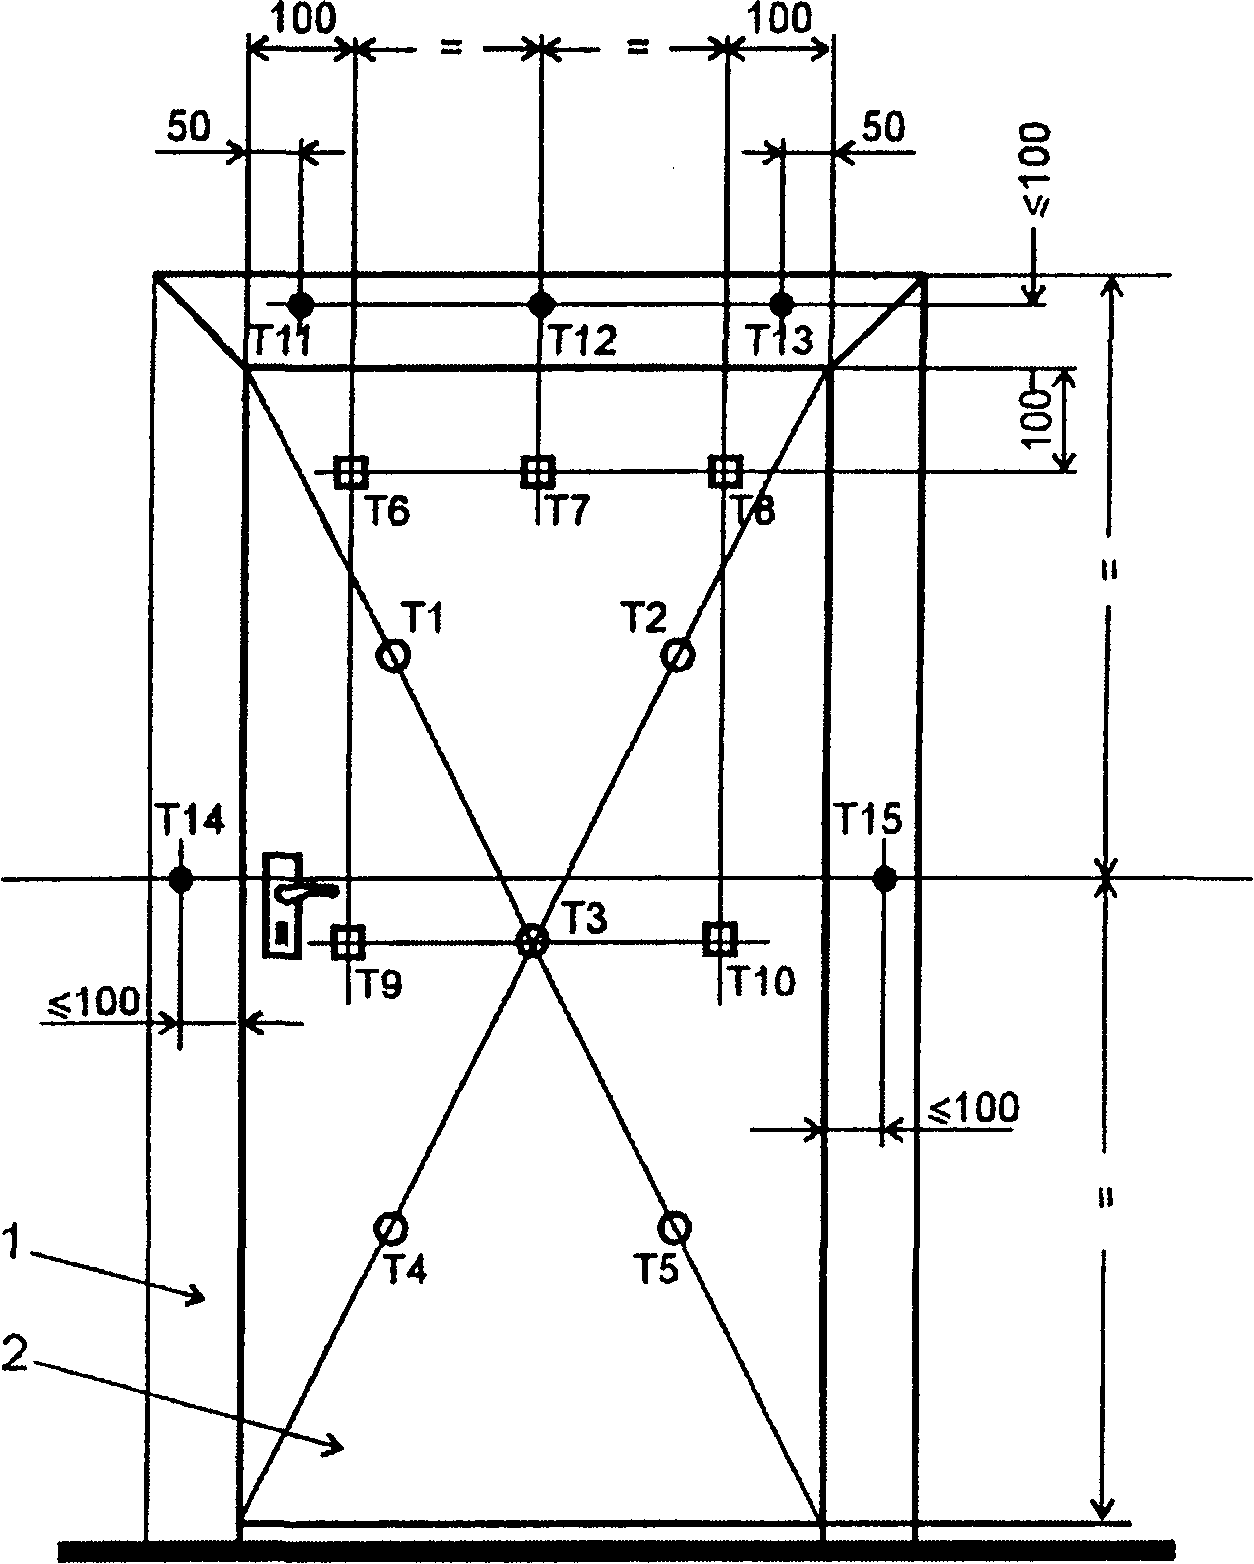 100 = = 100
50 50
≤100
T11 T12 T13
100
T6 T7 T8
=
T1 T2
T14 T15
T3
T9 T10
≤100
≤100
=
1
T4 T5
2